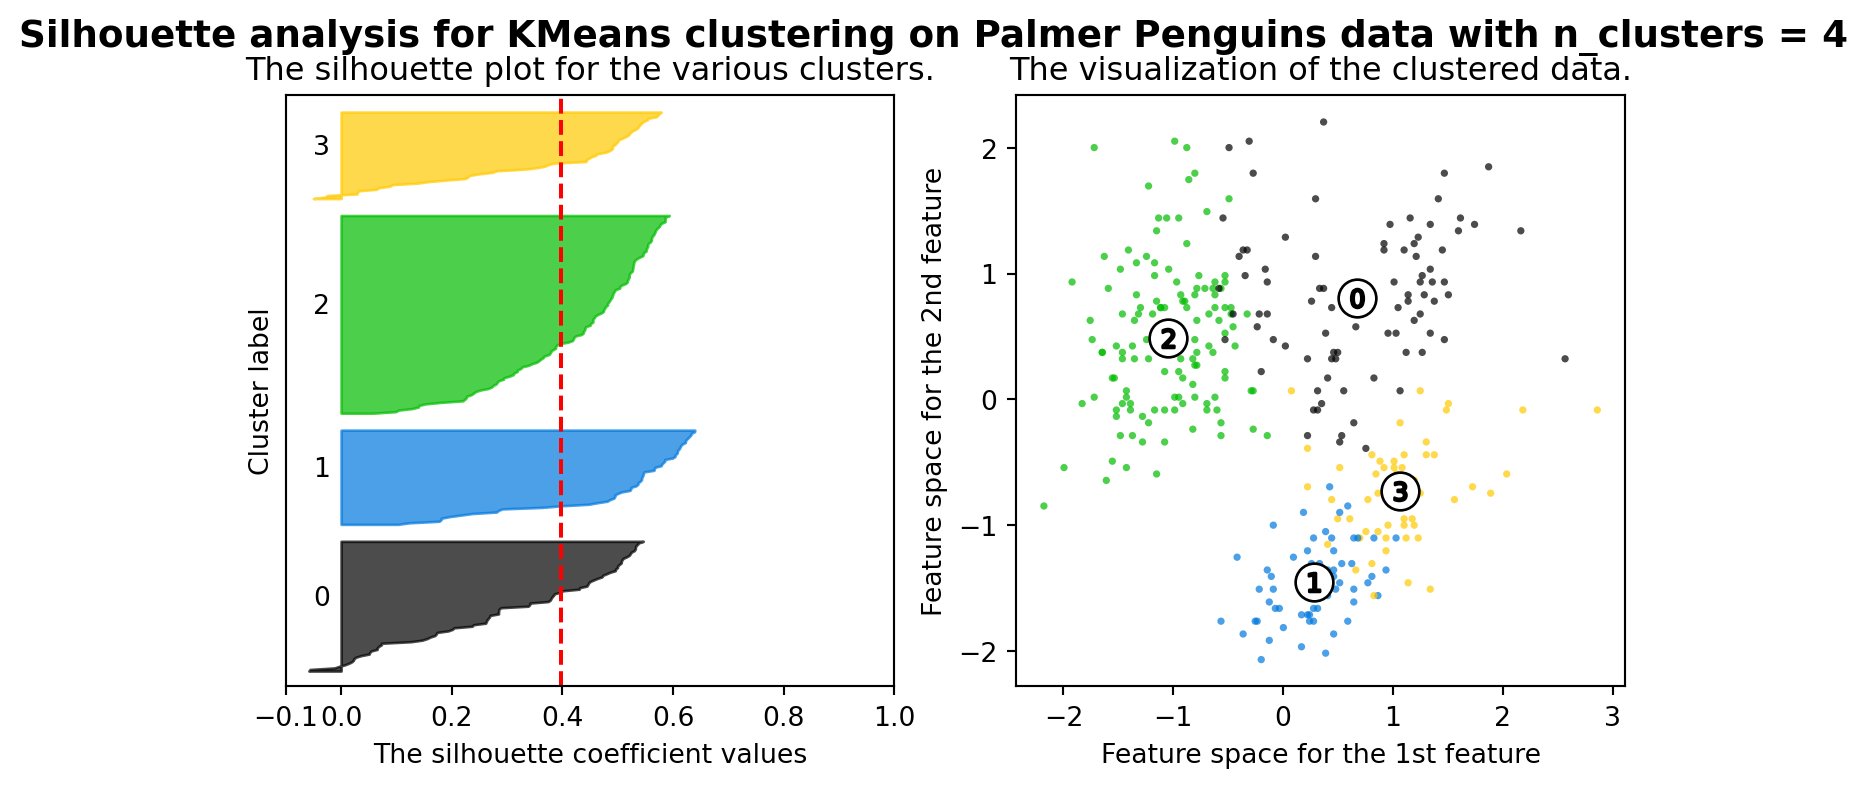 Silhouette analysis for KMeans clustering on Palmer Penguins data with n_clusters = 4
The silhouette plot for the various clusters.
Cluster label
3
2
1
0
−0.1 0.0 0.2 0.4 0.6 0.8 1.0
The silhouette coefficient values
The visualization of the clustered data.
Feature space for the 2nd feature
2
1
0
−1
−2
0
2
3
1
−2 −1 0 1 2 3
Feature space for the 1st feature